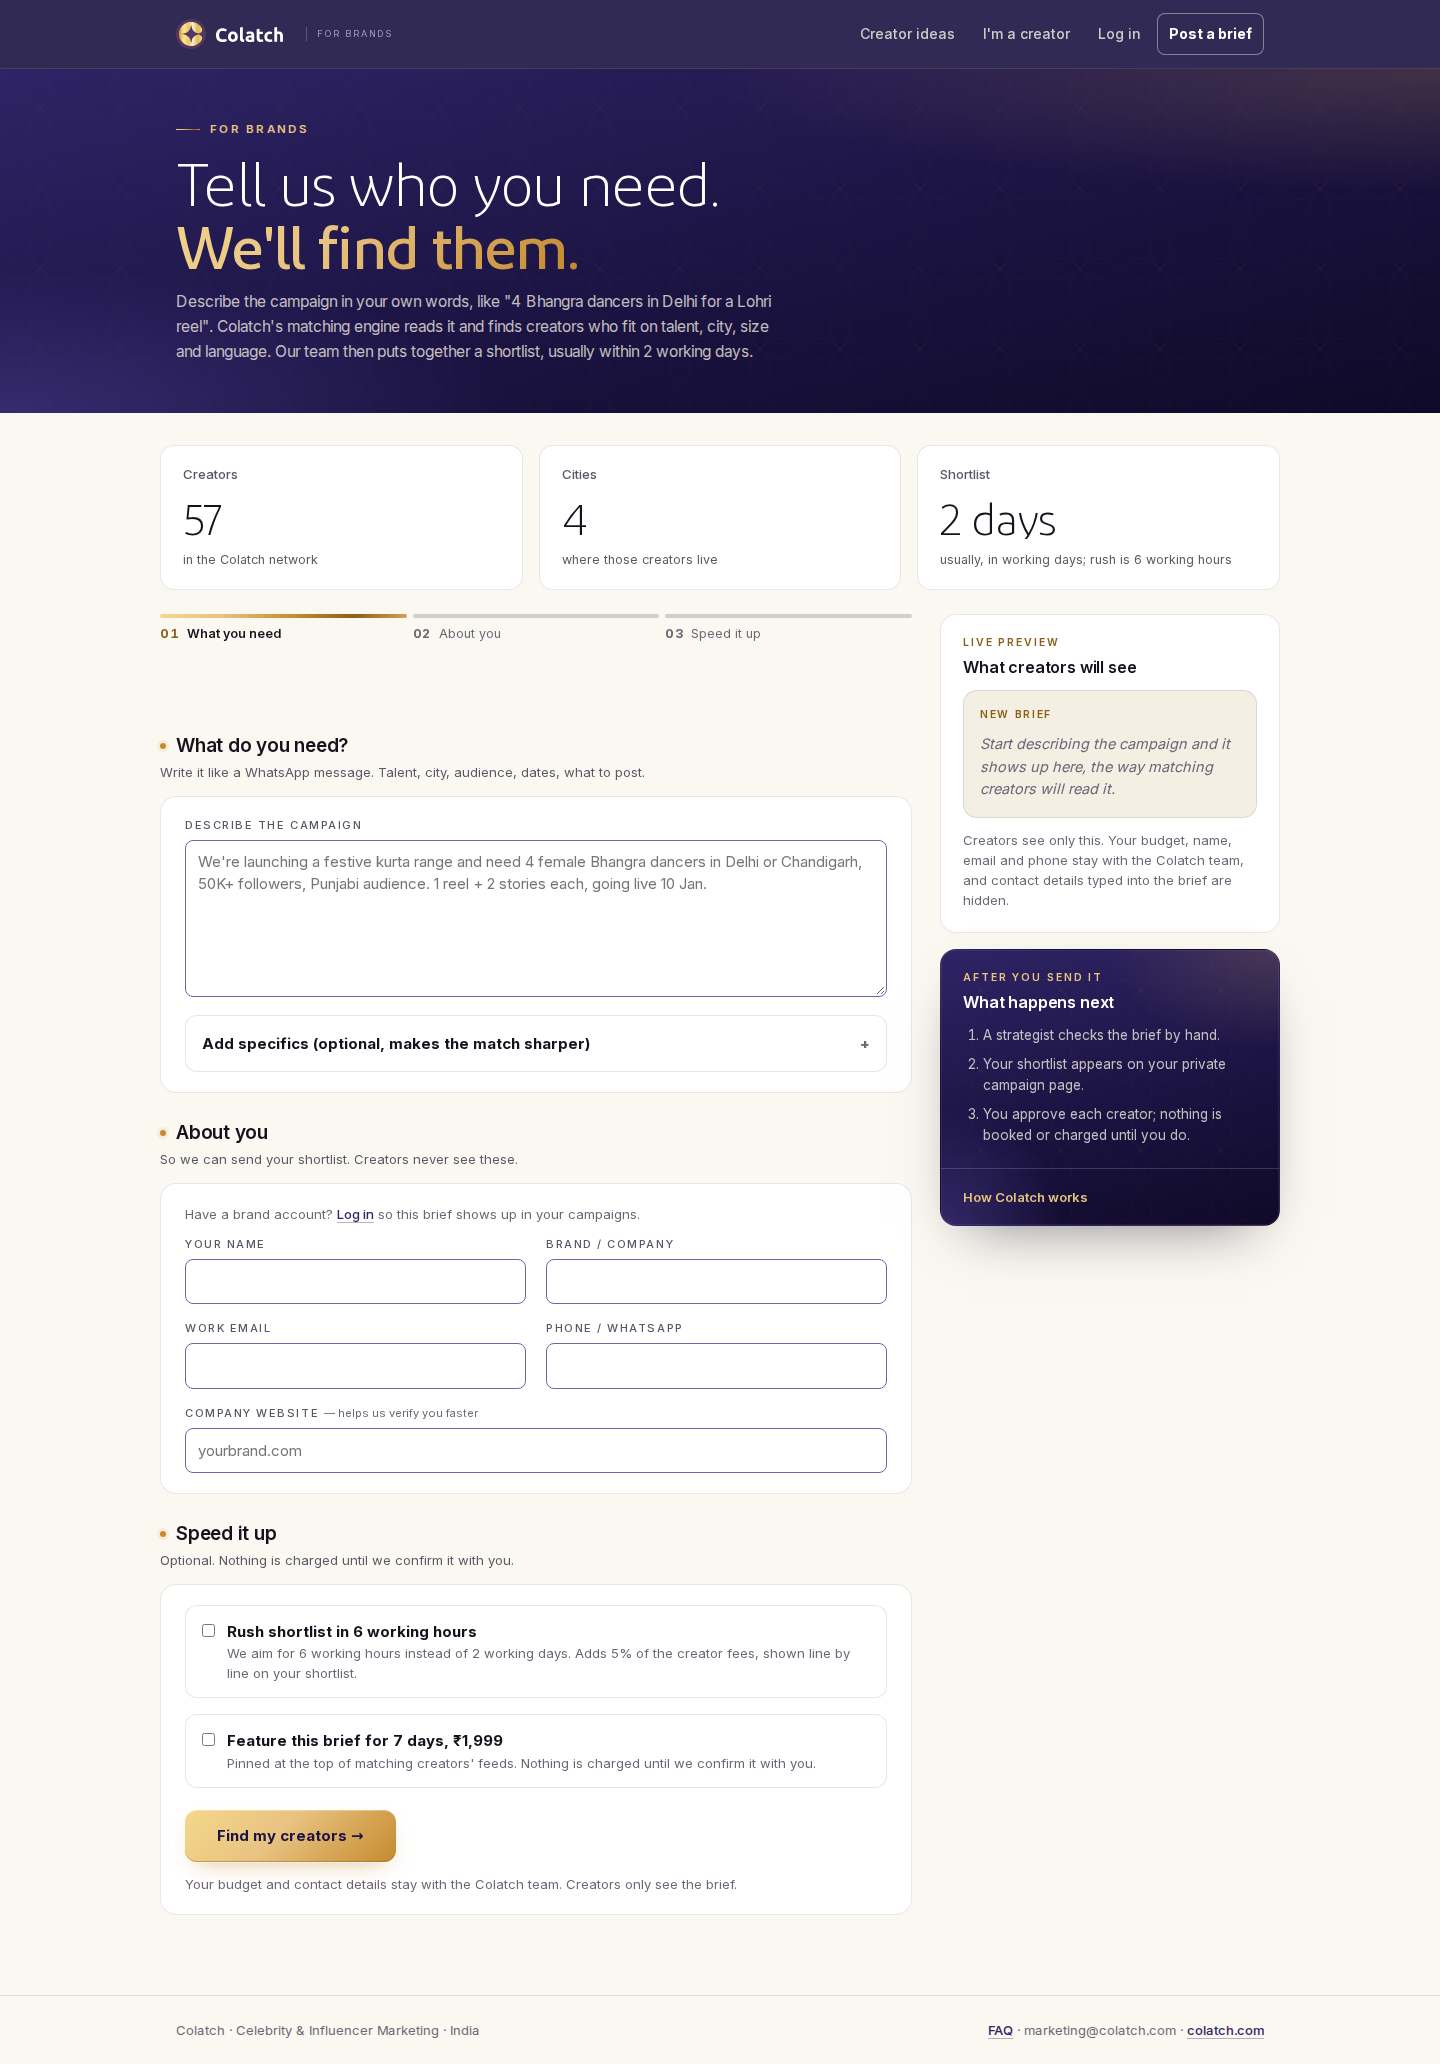 Colatch
FOR BRANDS
Creator ideas
I'm a creator
Log in
Post a brief
FOR BRANDS
Tell us who you need.
We'll find them.
Describe the campaign in your own words, like "4 Bhangra dancers in Delhi for a Lohri
reel". Colatch's matching engine reads it and finds creators who fit on talent, city, size
and language. Our team then puts together a shortlist, usually within 2 working days.
Creators
57
in the Colatch network
Cities
4
where those creators live
Shortlist
2 days
usually, in working days; rush is 6 working hours
01 What you need
02 About you
03 Speed it up
What do you need?
Write it like a WhatsApp message. Talent, city, audience, dates, what to post.
DESCRIBE THE CAMPAIGN
We're launching a festive kurta range and need 4 female Bhangra dancers in Delhi or Chandigarh,
50K+ followers, Punjabi audience. 1 reel + 2 stories each, going live 10 Jan.
Add specifics (optional, makes the match sharper)
+
About you
So we can send your shortlist. Creators never see these.
Have a brand account? Log in so this brief shows up in your campaigns.
YOUR NAME
BRAND / COMPANY
WORK EMAIL
PHONE / WHATSAPP
COMPANY WEBSITE — helps us verify you faster
yourbrand.com
Speed it up
Optional. Nothing is charged until we confirm it with you.
Rush shortlist in 6 working hours
We aim for 6 working hours instead of 2 working days. Adds 5% of the creator fees, shown line by
line on your shortlist.
Feature this brief for 7 days, ₹1,999
Pinned at the top of matching creators' feeds. Nothing is charged until we confirm it with you.
Find my creators →
Your budget and contact details stay with the Colatch team. Creators only see the brief.
LIVE PREVIEW
What creators will see
NEW BRIEF
Start describing the campaign and it
shows up here, the way matching
creators will read it.
Creators see only this. Your budget, name,
email and phone stay with the Colatch team,
and contact details typed into the brief are
hidden.
AFTER YOU SEND IT
What happens next
1. A strategist checks the brief by hand.
2. Your shortlist appears on your private
campaign page.
3. You approve each creator; nothing is
booked or charged until you do.
How Colatch works
Colatch · Celebrity & Influencer Marketing · India
FAQ · marketing@colatch.com · colatch.com